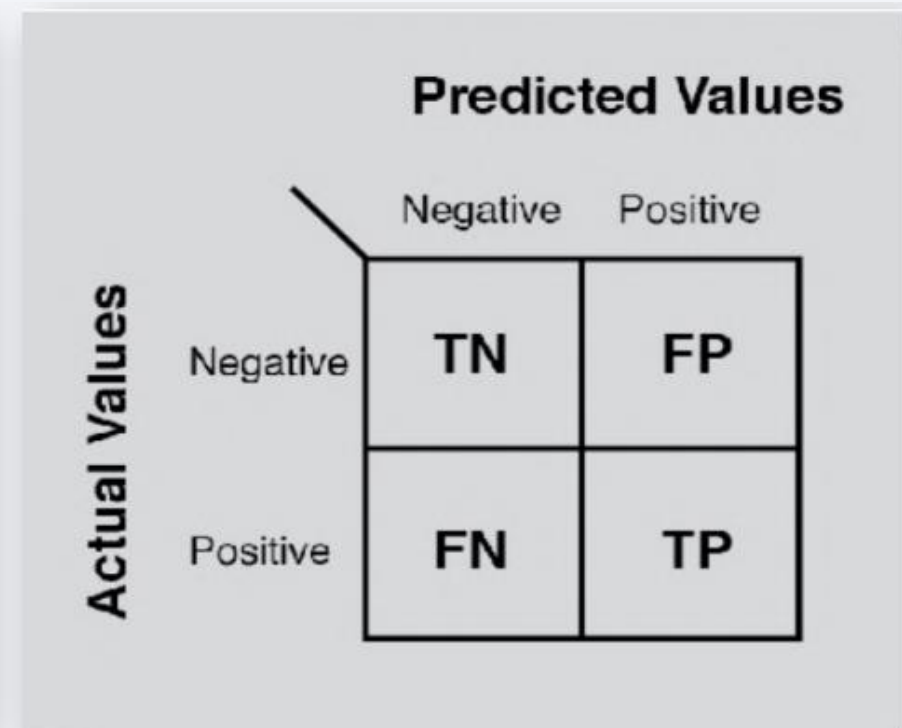 Predicted Values
Negative Positive
Actual Values
Negative TN FP
Positive FN TP